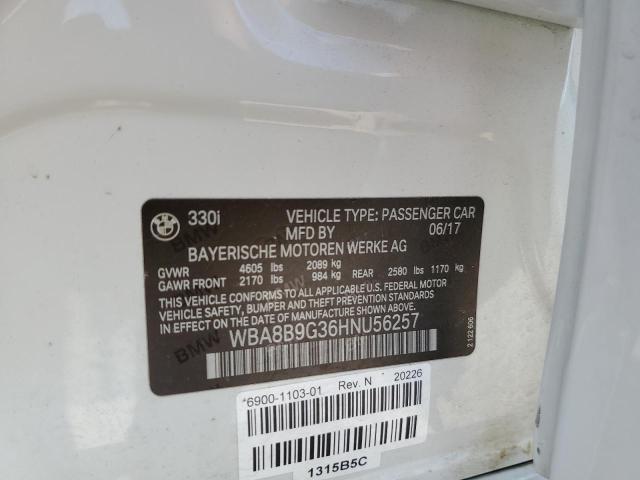 BMW
330i VEHICLE TYPE: PASSENGER CAR
MFD BY 06/17
BAYERISCHE MOTOREN WERKE AG
GVWR 4605 lbs 2089 kg
GAWR FRONT 2170 lbs 984 kg REAR 2580 lbs 1170 kg
THIS VEHICLE CONFORMS TO ALL APPLICABLE U.S. FEDERAL MOTOR
VEHICLE SAFETY, BUMPER, AND THEFT PREVENTION STANDARDS
IN EFFECT ON THE DATE OF MANUFACTURE SHOWN ABOVE.
WBA8B9G36HNU56257
2 122 606
*6900-1103-01 Rev. N 20226
1315B5C